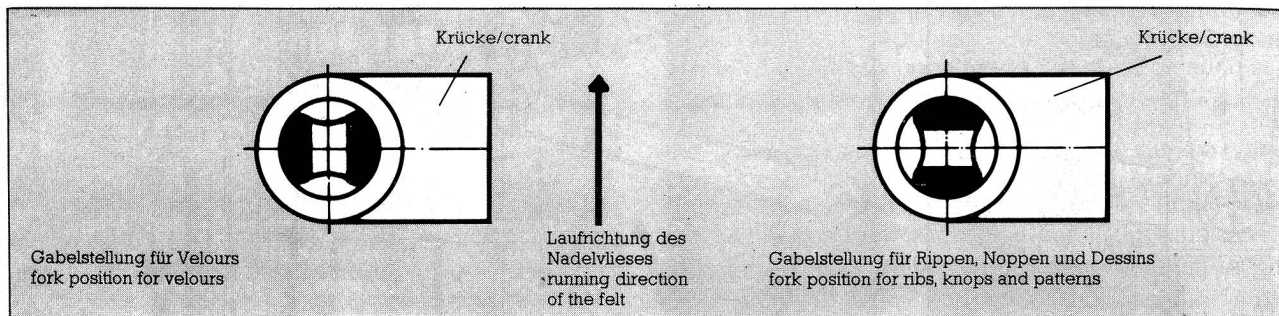 Krücke/crank
Krücke/crank
Gabelstellung für Velours
fork position for velours
Laufrichtung des
Nadelvlieses
running direction
of the felt
Gabelstellung für Rippen, Noppen und Dessins
fork position for ribs, knops and patterns